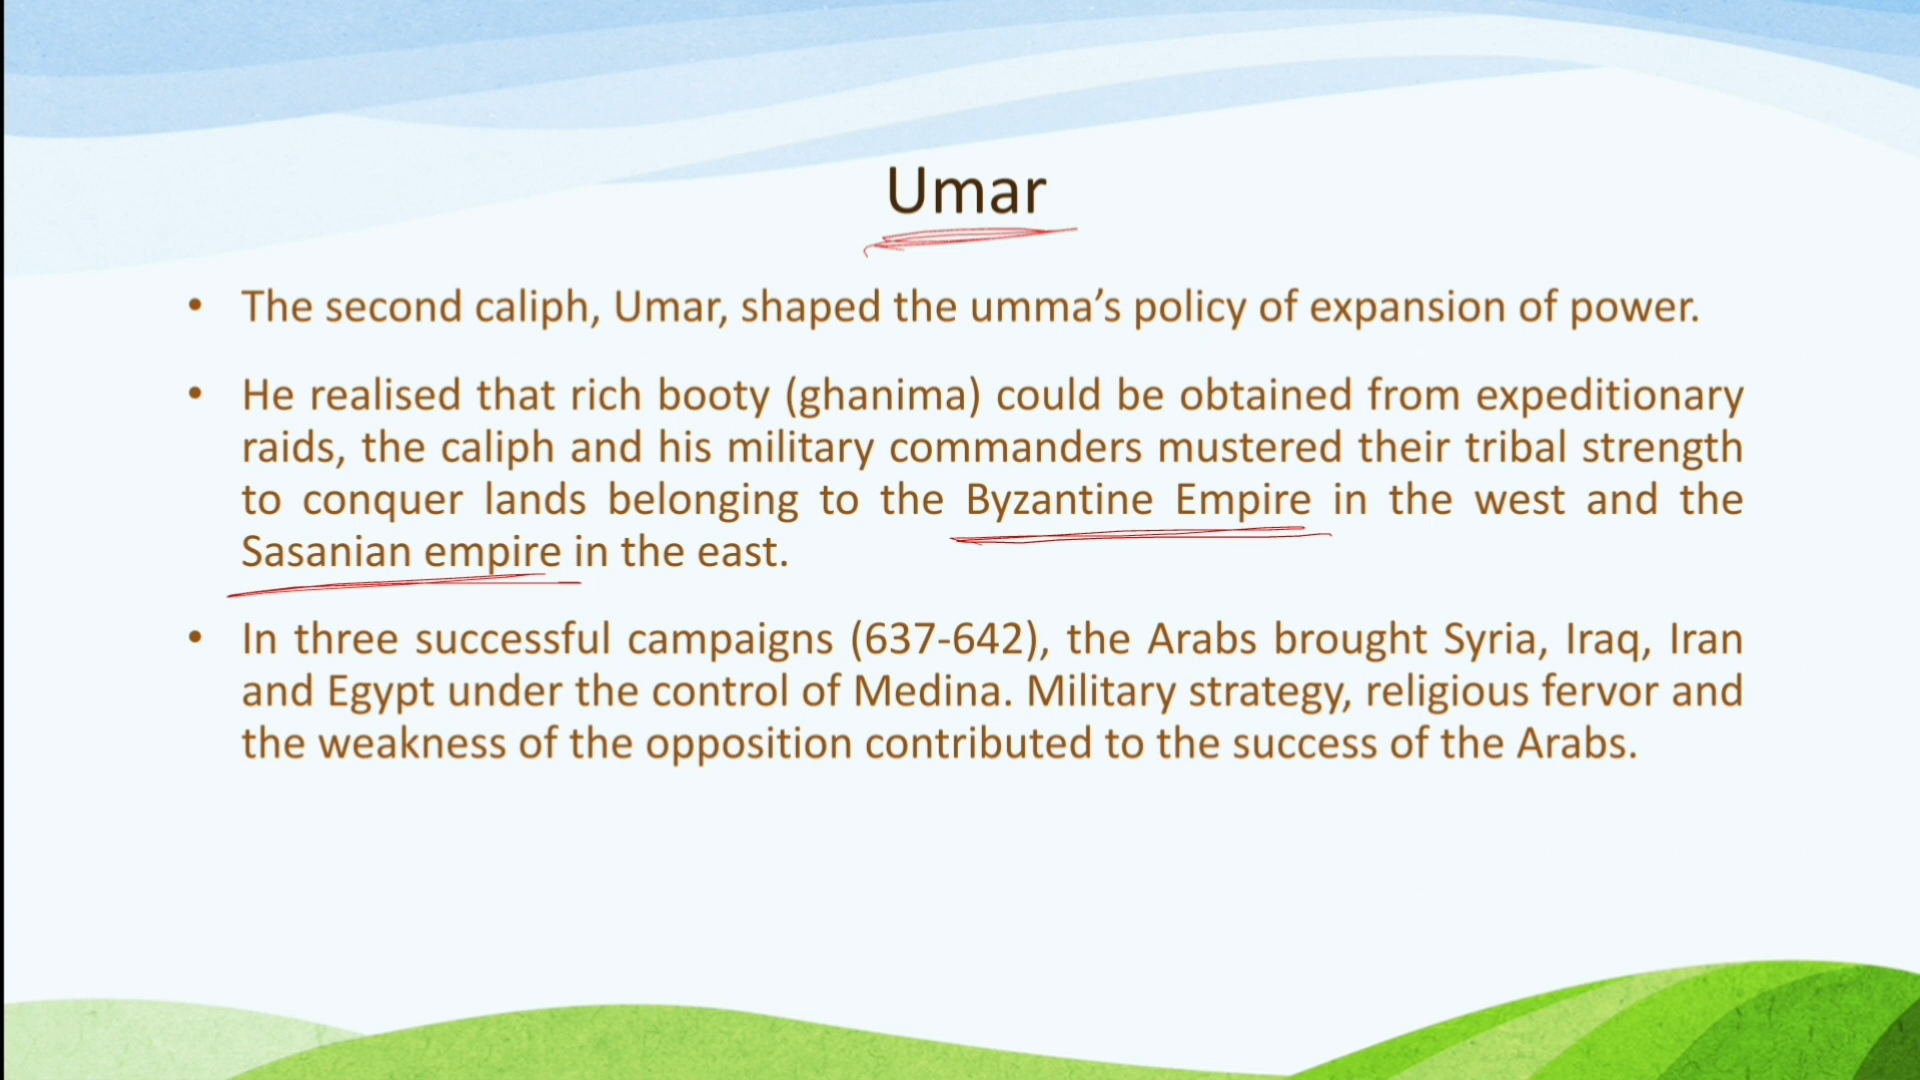 Umar
• The second caliph, Umar, shaped the umma’s policy of expansion of power.
• He realised that rich booty (ghanima) could be obtained from expeditionary
raids, the caliph and his military commanders mustered their tribal strength
to conquer lands belonging to the Byzantine Empire in the west and the
Sasanian empire in the east.
• In three successful campaigns (637-642), the Arabs brought Syria, Iraq, Iran
and Egypt under the control of Medina. Military strategy, religious fervor and
the weakness of the opposition contributed to the success of the Arabs.